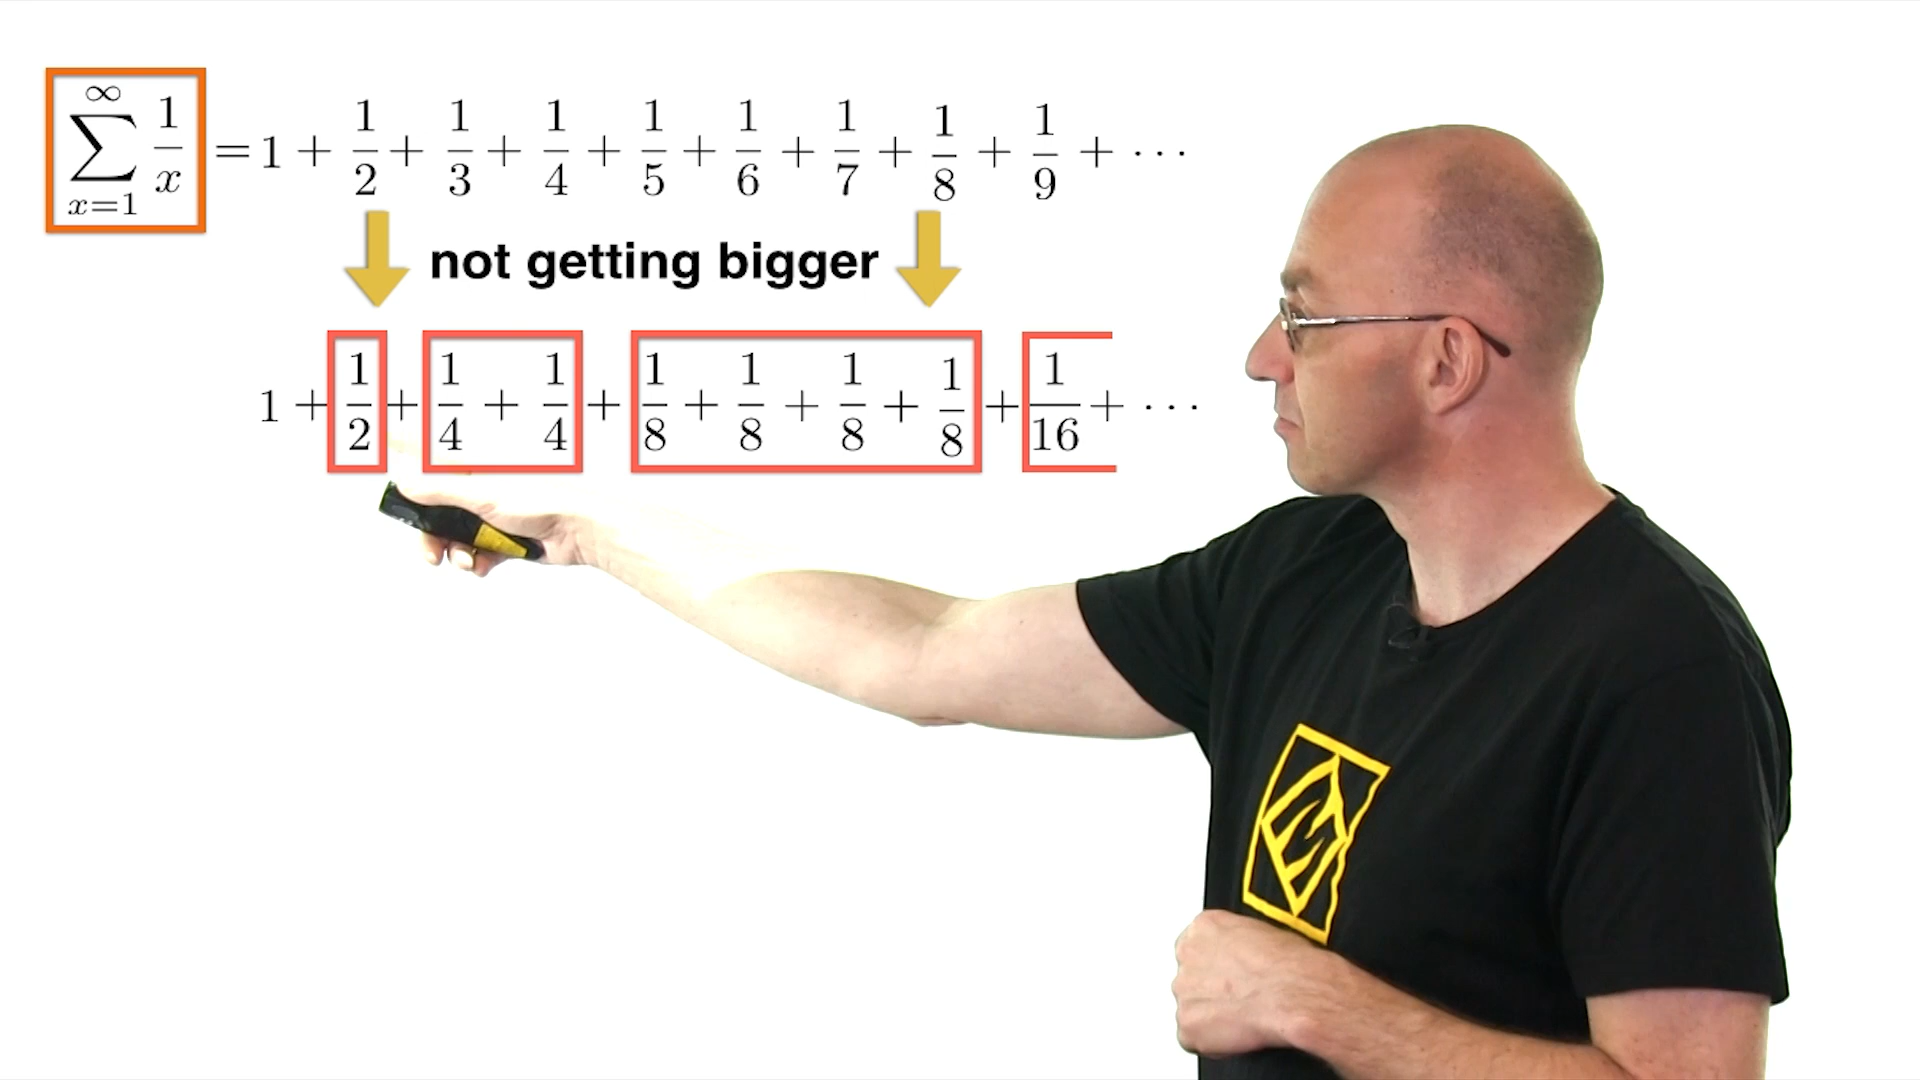 ∞
∑ 1/x = 1 + 1/2 + 1/3 + 1/4 + 1/5 + 1/6 + 1/7 + 1/8 + 1/9 + ⋯
x=1
not getting bigger
1 + 1/2 + 1/4 + 1/4 + 1/8 + 1/8 + 1/8 + 1/8 + 1/16 + ⋯